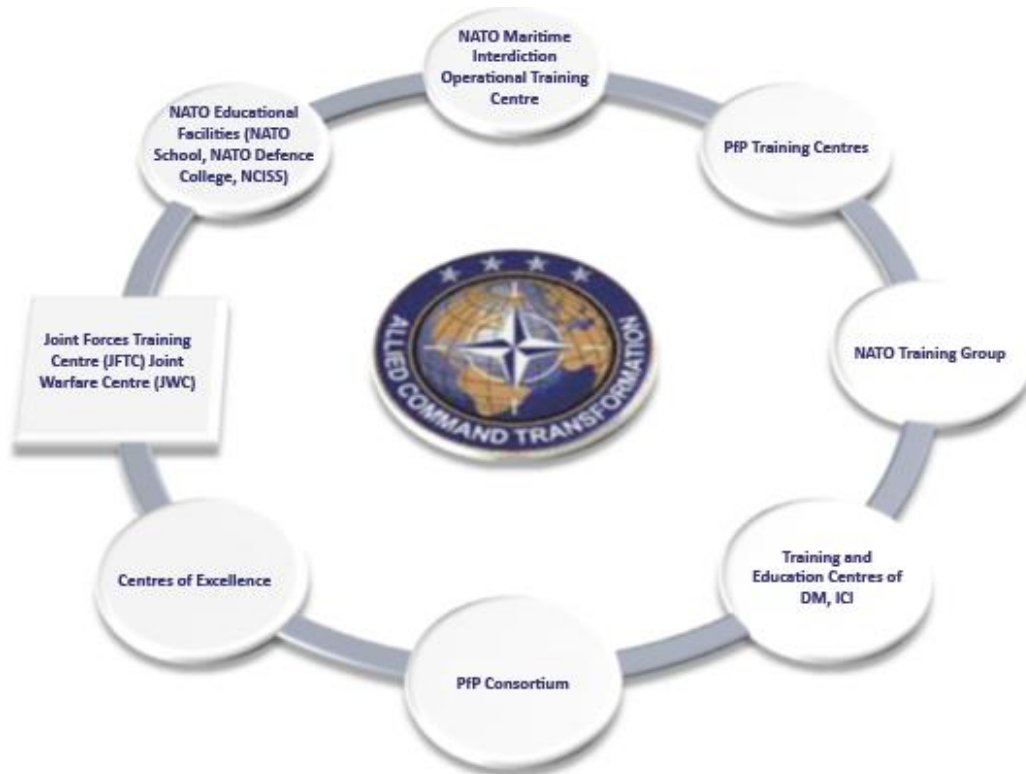 NATO Maritime
Interdiction
Operational Training
Centre
NATO Educational
Facilities (NATO
School, NATO Defence
College, NCISS)
PfP Training Centres
Joint Forces Training
Centre (JFTC) Joint
Warfare Centre (JWC)
ALLIED COMMAND TRANSFORMATION
NATO Training Group
Centres of Excellence
Training and
Education Centres of
DM, ICI
PfP Consortium